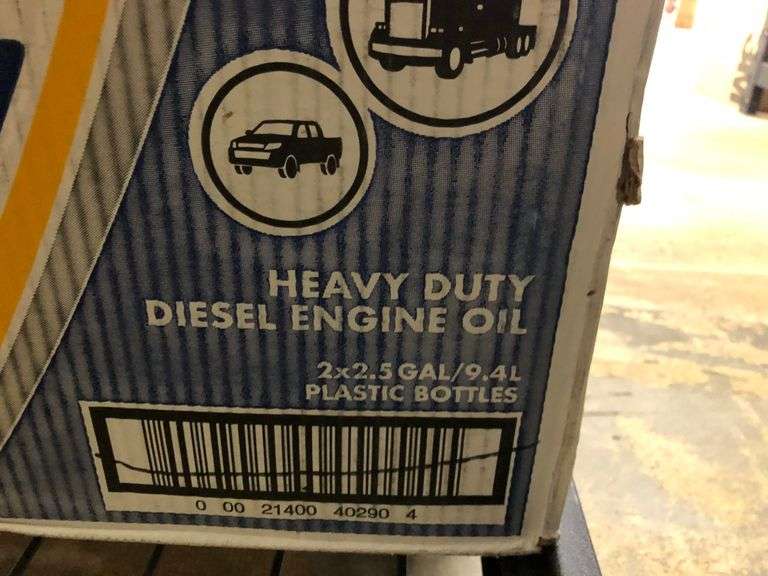 HEAVY DUTY
DIESEL ENGINE OIL
2x2.5 GAL/9.4L
PLASTIC BOTTLES
0 00 21400 40290 4